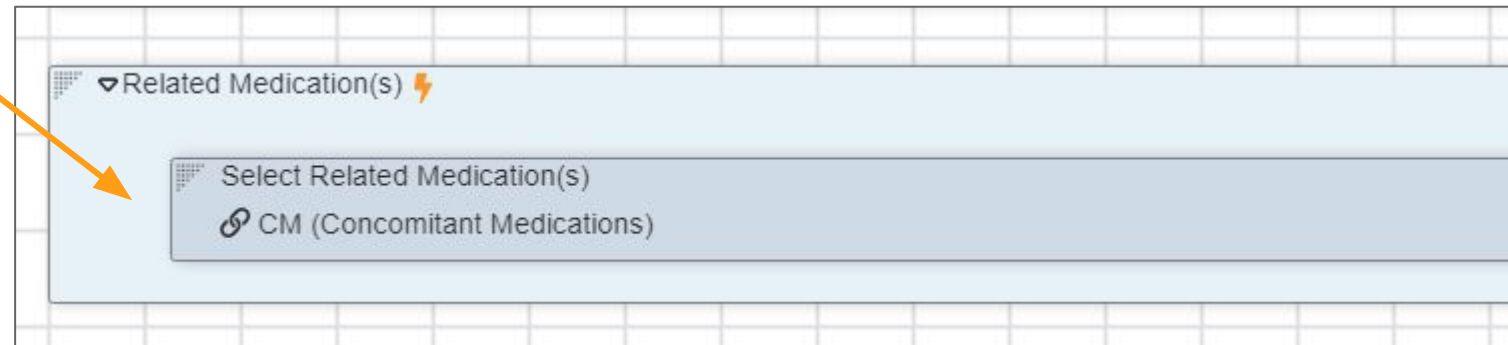 Related Medication(s)
Select Related Medication(s)
CM (Concomitant Medications)